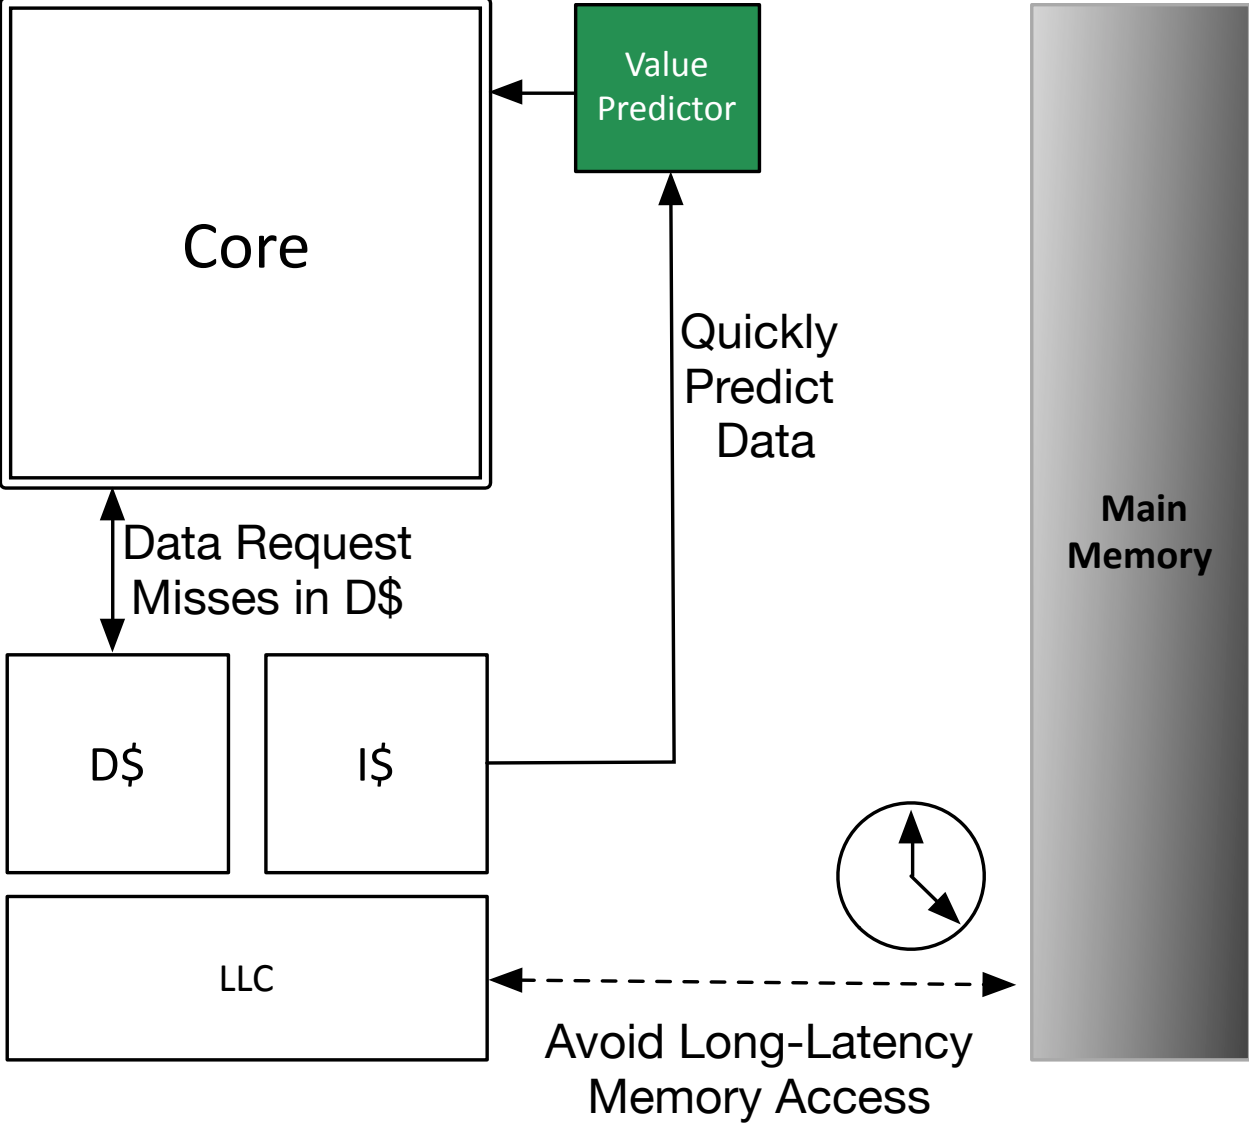 Value
Predictor
Core
Quickly
Predict
Data
Main
Memory
Data Request
Misses in D$
D$
I$
LLC
Avoid Long-Latency
Memory Access